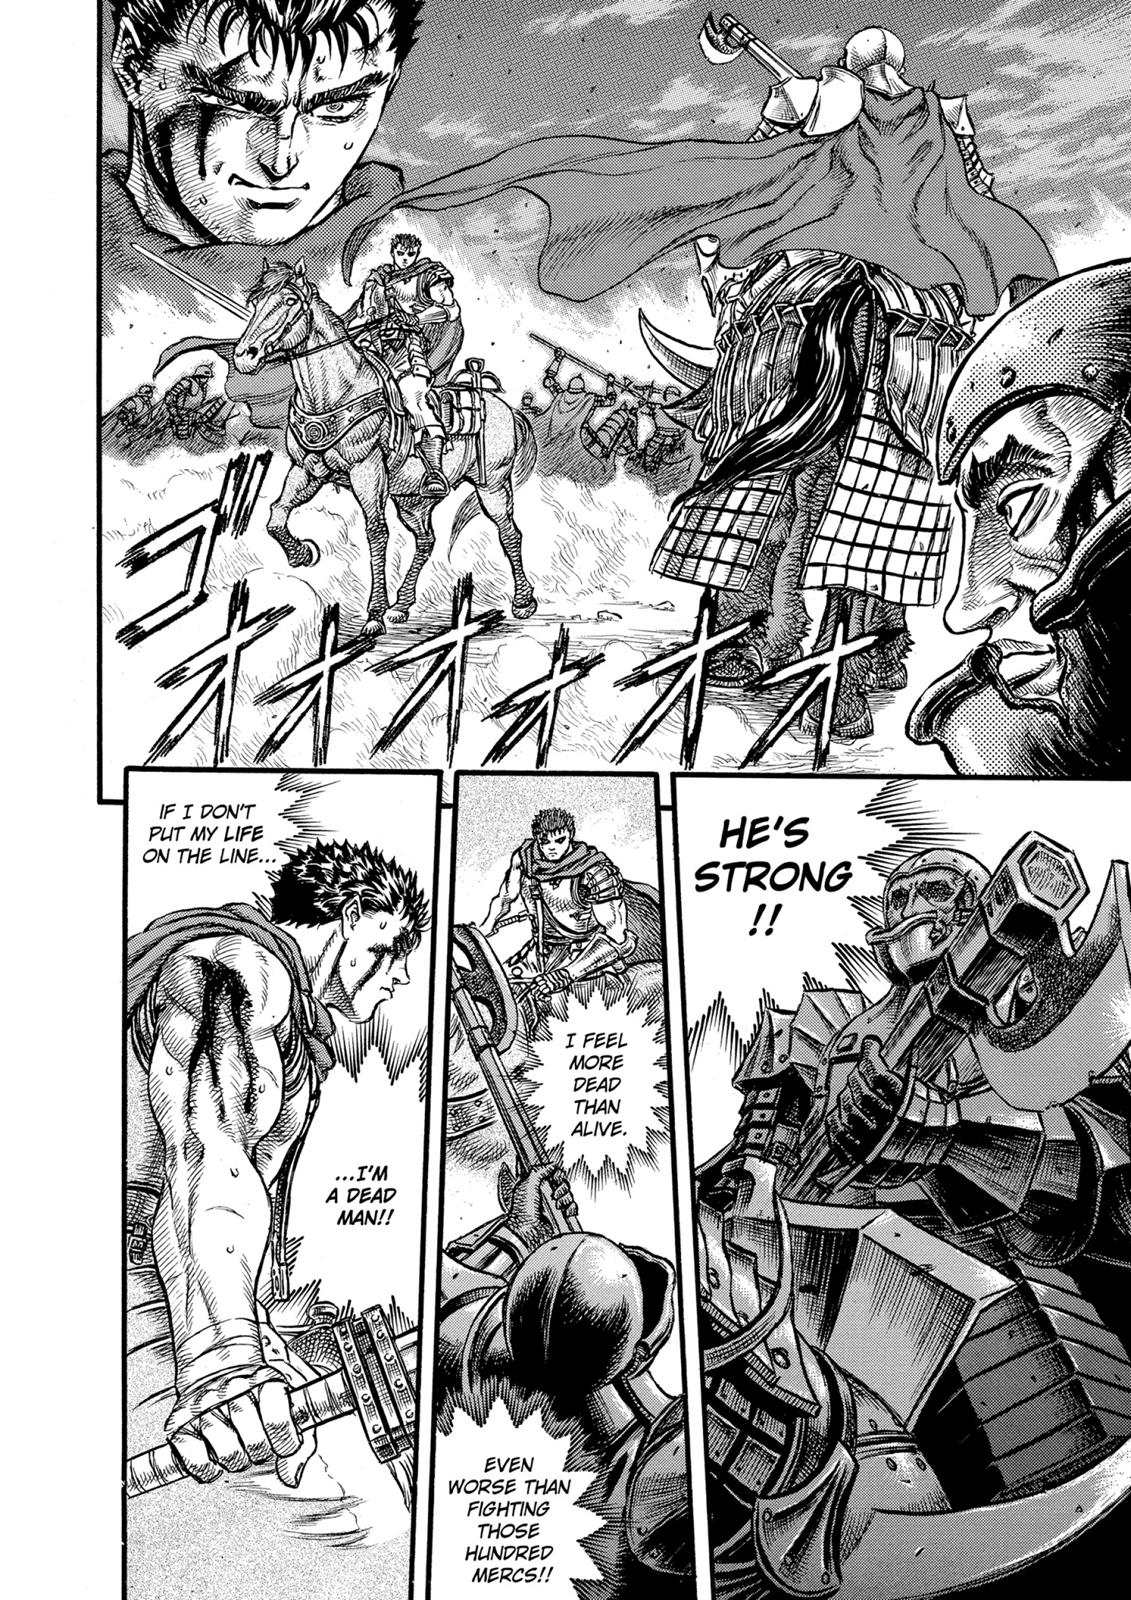 ゴオオオオオオ
HE'S
STRONG
!!
I FEEL
MORE
DEAD
THAN
ALIVE.
EVEN
WORSE THAN
FIGHTING
THOSE
HUNDRED
MERCS!!
IF I DON'T
PUT MY LIFE
ON THE LINE...
...I'M
A DEAD
MAN!!